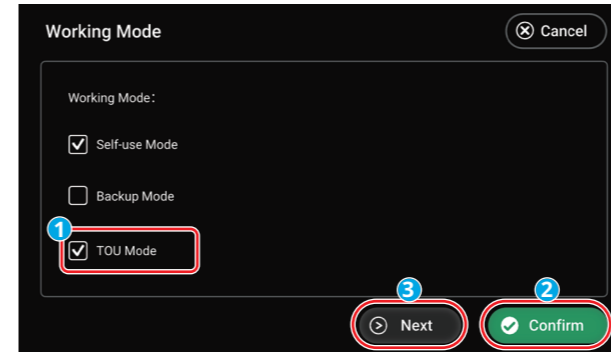 Working Mode
Cancel
Working Mode:
Self-use Mode
Backup Mode
1
TOU Mode
3
2
Next
Confirm